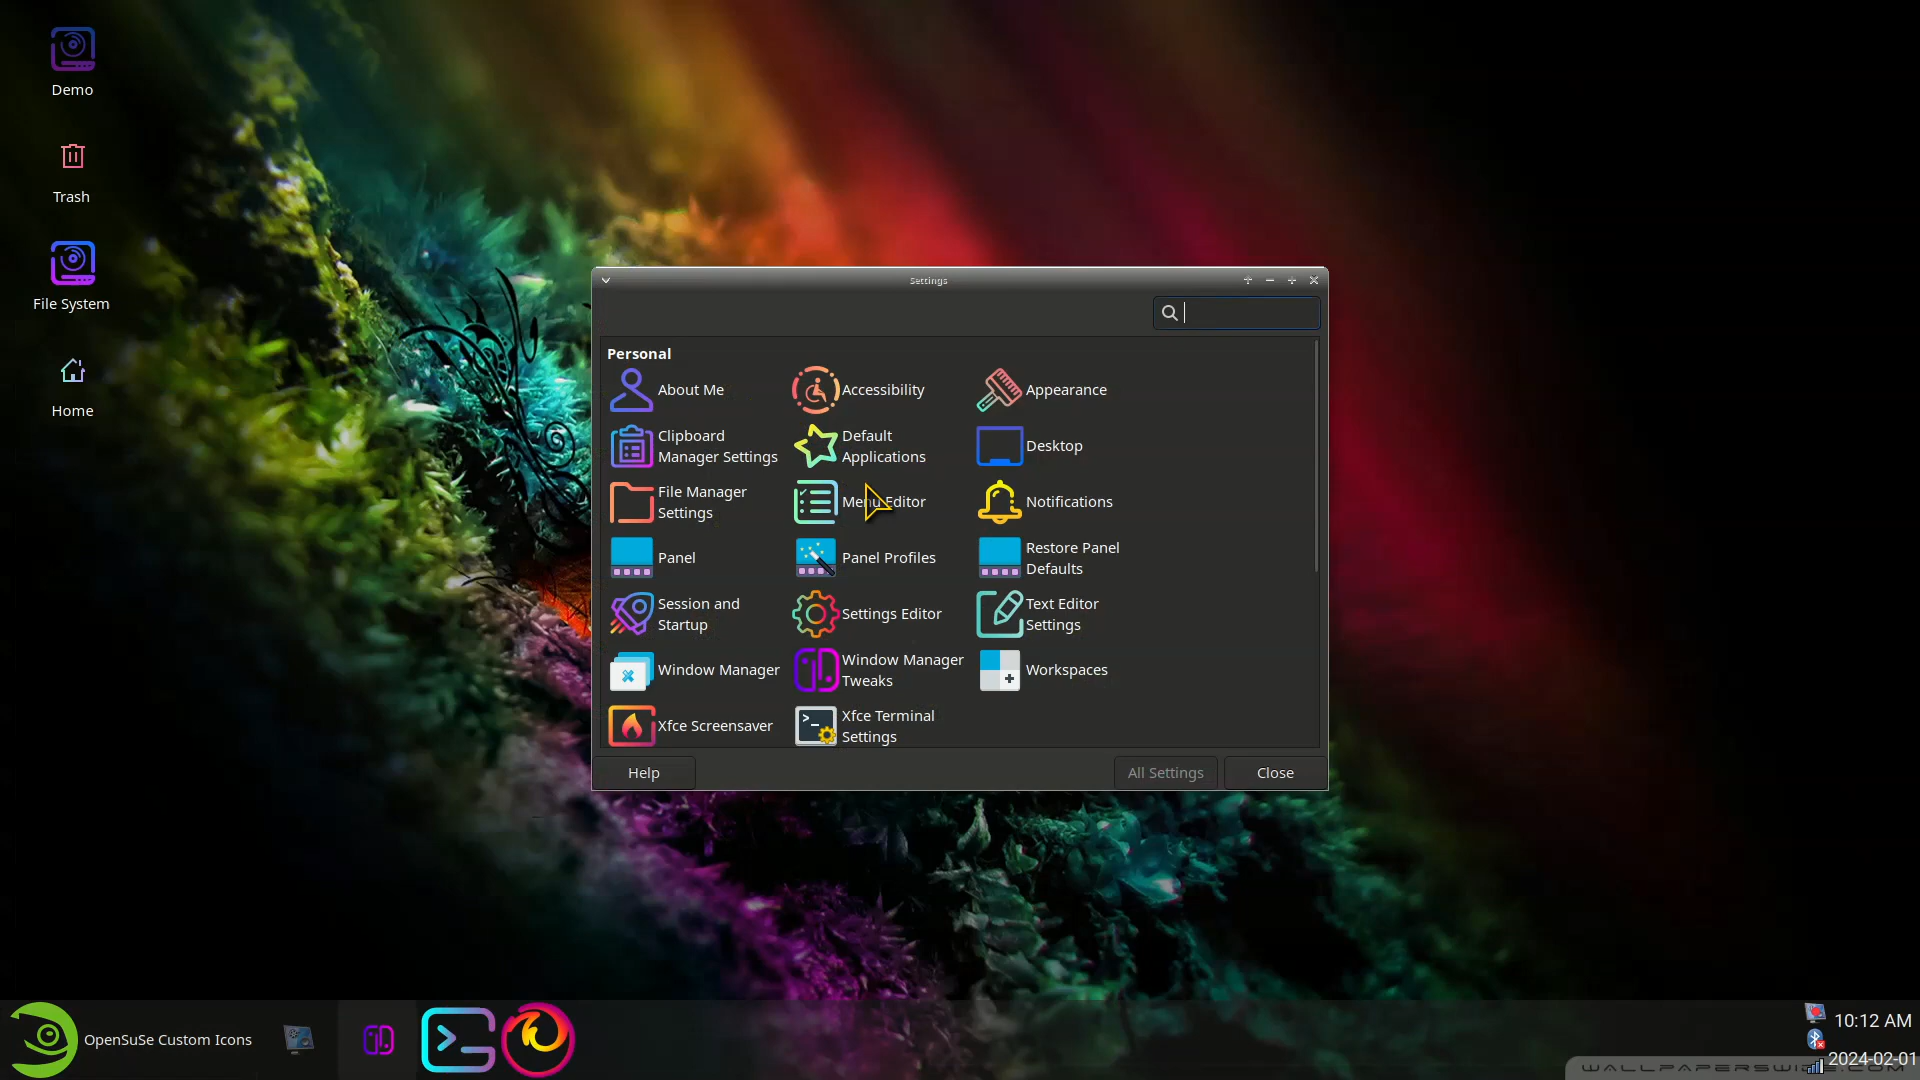 Demo
Trash
File System
Home
Settings
Personal
About Me
Accessibility
Appearance
Clipboard
Manager Settings
Default
Applications
Desktop
File Manager
Settings
Menu Editor
Notifications
Panel
Panel Profiles
Restore Panel
Defaults
Session and
Startup
Settings Editor
Text Editor
Settings
Window Manager
Window Manager
Tweaks
Workspaces
Xfce Screensaver
Xfce Terminal
Settings
Help
All Settings
Close
OpenSuSe Custom Icons
10:12 AM
2024-02-01
WALLPAPERSWIDE.COM